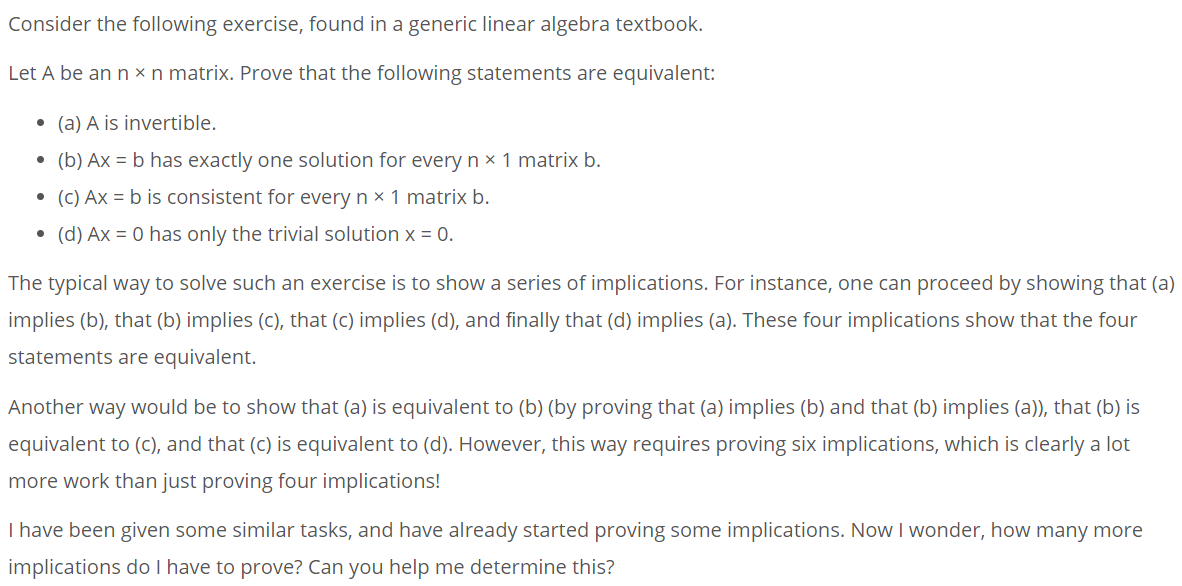 Consider the following exercise, found in a generic linear algebra textbook.
Let A be an n × n matrix. Prove that the following statements are equivalent:
• (a) A is invertible.
• (b) Ax = b has exactly one solution for every n × 1 matrix b.
• (c) Ax = b is consistent for every n × 1 matrix b.
• (d) Ax = 0 has only the trivial solution x = 0.
The typical way to solve such an exercise is to show a series of implications. For instance, one can proceed by showing that (a)
implies (b), that (b) implies (c), that (c) implies (d), and finally that (d) implies (a). These four implications show that the four
statements are equivalent.
Another way would be to show that (a) is equivalent to (b) (by proving that (a) implies (b) and that (b) implies (a)), that (b) is
equivalent to (c), and that (c) is equivalent to (d). However, this way requires proving six implications, which is clearly a lot
more work than just proving four implications!
I have been given some similar tasks, and have already started proving some implications. Now I wonder, how many more
implications do I have to prove? Can you help me determine this?